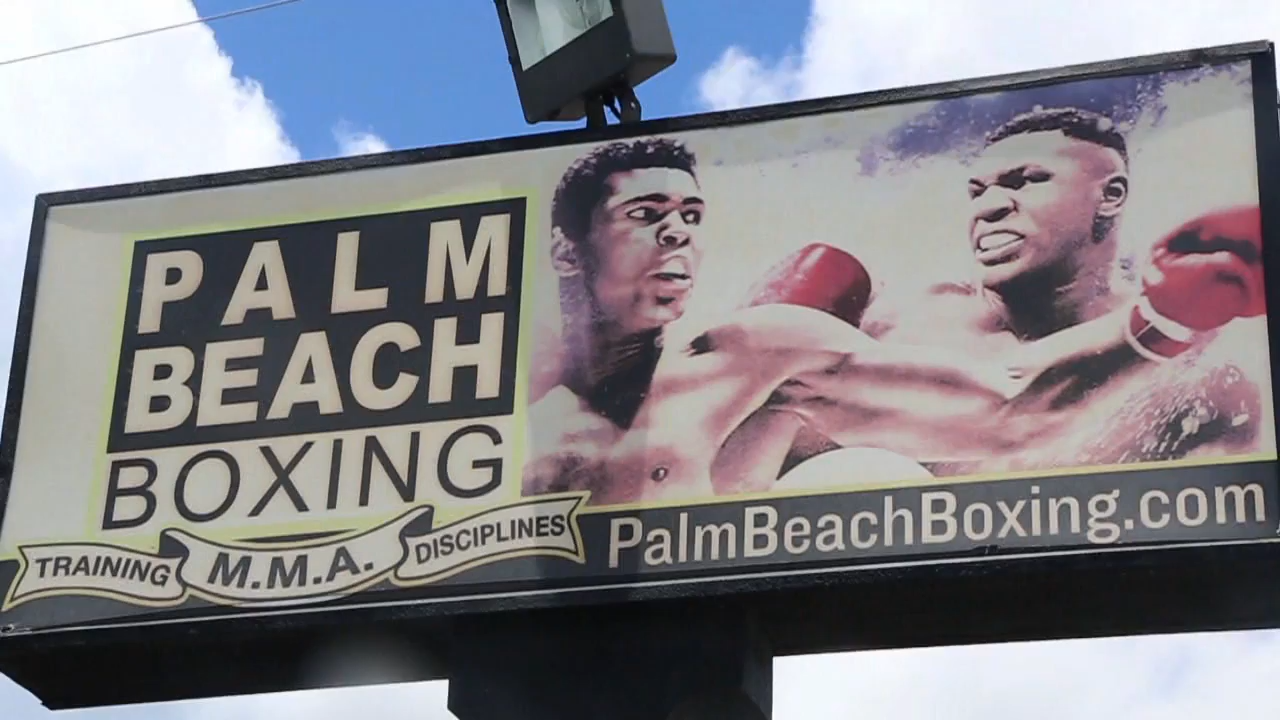 PALM
BEACH
BOXING
TRAINING M.M.A. DISCIPLINES
PalmBeachBoxing.com